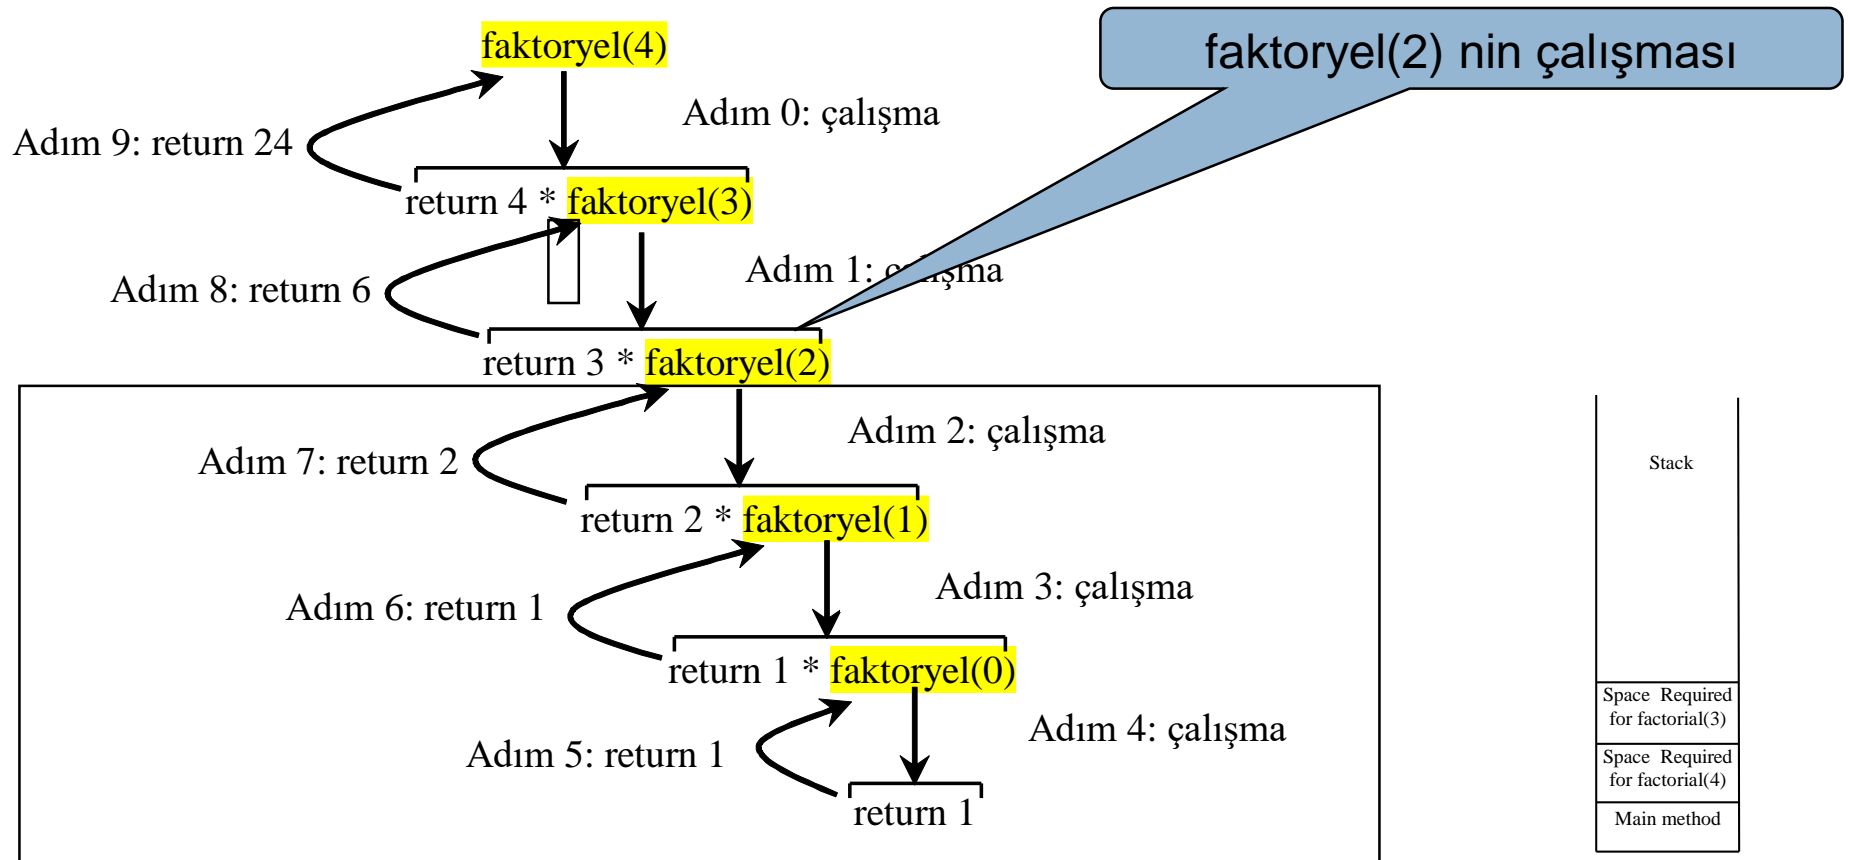 faktoryel(4)
faktoryel(2) nin çalışması
Adım 0: çalışma
Adım 9: return 24
return 4 * faktoryel(3)
Adım 1: çalışma
Adım 8: return 6
return 3 * faktoryel(2)
Adım 2: çalışma
Adım 7: return 2
return 2 * faktoryel(1)
Adım 3: çalışma
Adım 6: return 1
return 1 * faktoryel(0)
Adım 4: çalışma
Adım 5: return 1
return 1
Stack
Space Required
for factorial(3)
Space Required
for factorial(4)
Main method